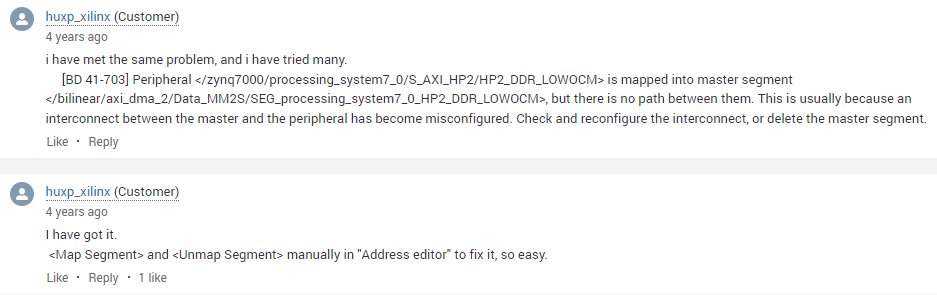 huxp_xilinx (Customer)
4 years ago
i have met the same problem, and i have tried many.
[BD 41-703] Peripheral </zynq7000/processing_system7_0/S_AXI_HP2/HP2_DDR_LOWOCM> is mapped into master segment
</bilinear/axi_dma_2/Data_MM2S/SEG_processing_system7_0_HP2_DDR_LOWOCM>, but there is no path between them. This is usually because an
interconnect between the master and the peripheral has become misconfigured. Check and reconfigure the interconnect, or delete the master segment.
Like · Reply
huxp_xilinx (Customer)
4 years ago
I have got it.
<Map Segment> and <Unmap Segment> manually in "Address editor" to fix it, so easy.
Like · Reply · 1 like